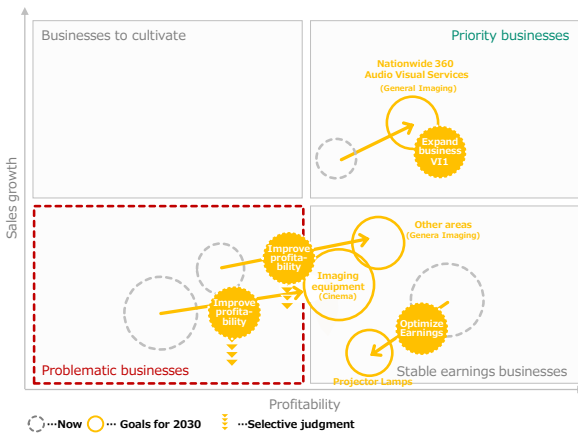 Businesses to cultivate
Priority businesses
Nationwide 360
Audio Visual Services
(General Imaging)
Expand
business
VI1
Sales growth
Improve
profita-
bility
Other areas
(Genera Imaging)
Imaging
equipment
(Cinema)
Improve
profita-
bility
Optimize
Earnings
Problematic businesses
Projector Lamps
Stable earnings businesses
Profitability
···Now
··· Goals for 2030
···Selective judgment